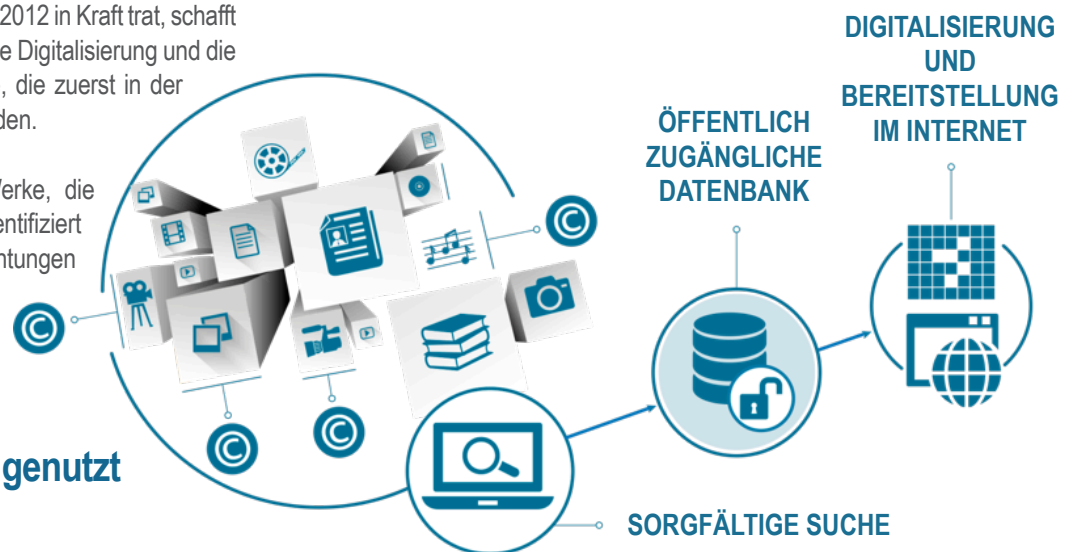 2012 in Kraft trat, schafft
e Digitalisierung und die
, die zuerst in der
den.
Werke, die
entifiziert
htungen
genutzt
DIGITALISIERUNG
UND
BEREITSTELLUNG
IM INTERNET
ÖFFENTLICH
ZUGÄNGLICHE
DATENBANK
©
©
©
©
SORGFÄLTIGE SUCHE